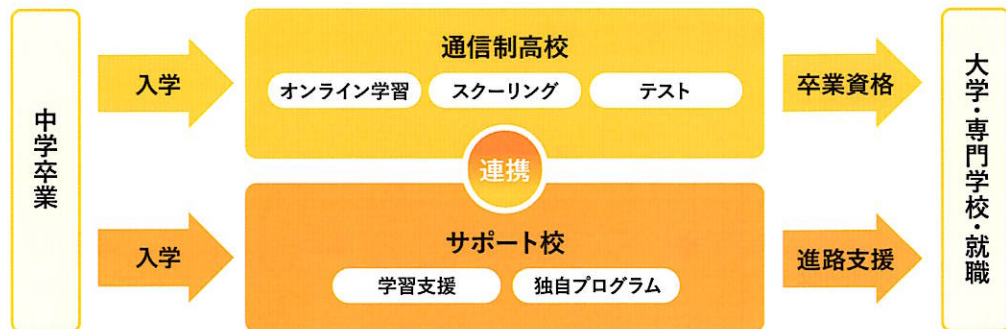 中学卒業
入学
通信制高校
オンライン学習
スクーリング
テスト
卒業資格
連携
入学
サポート校
学習支援
独自プログラム
進路支援
大学・専門学校・就職